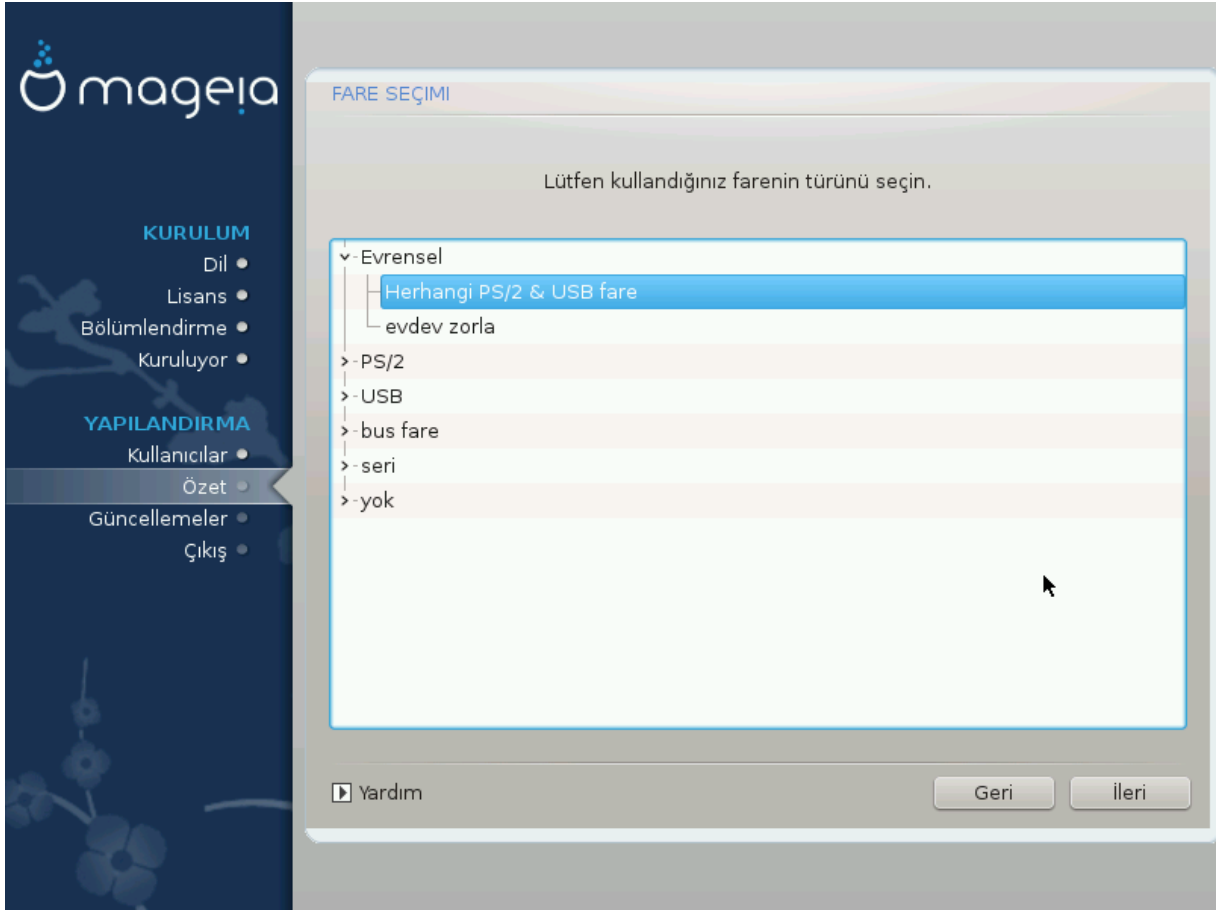 mageia
FARE SEÇIMI
Lütfen kullandığınız farenin türünü seçin.
KURULUM
Dil
Lisans
Bölümlendirme
Kuruluyor
YAPILANDIRMA
Kullanıcılar
Özet
Güncellemeler
Çıkış
Evrensel
Herhangi PS/2 & USB fare
evdev zorla
PS/2
USB
bus fare
seri
yok
Yardım
Geri
İleri